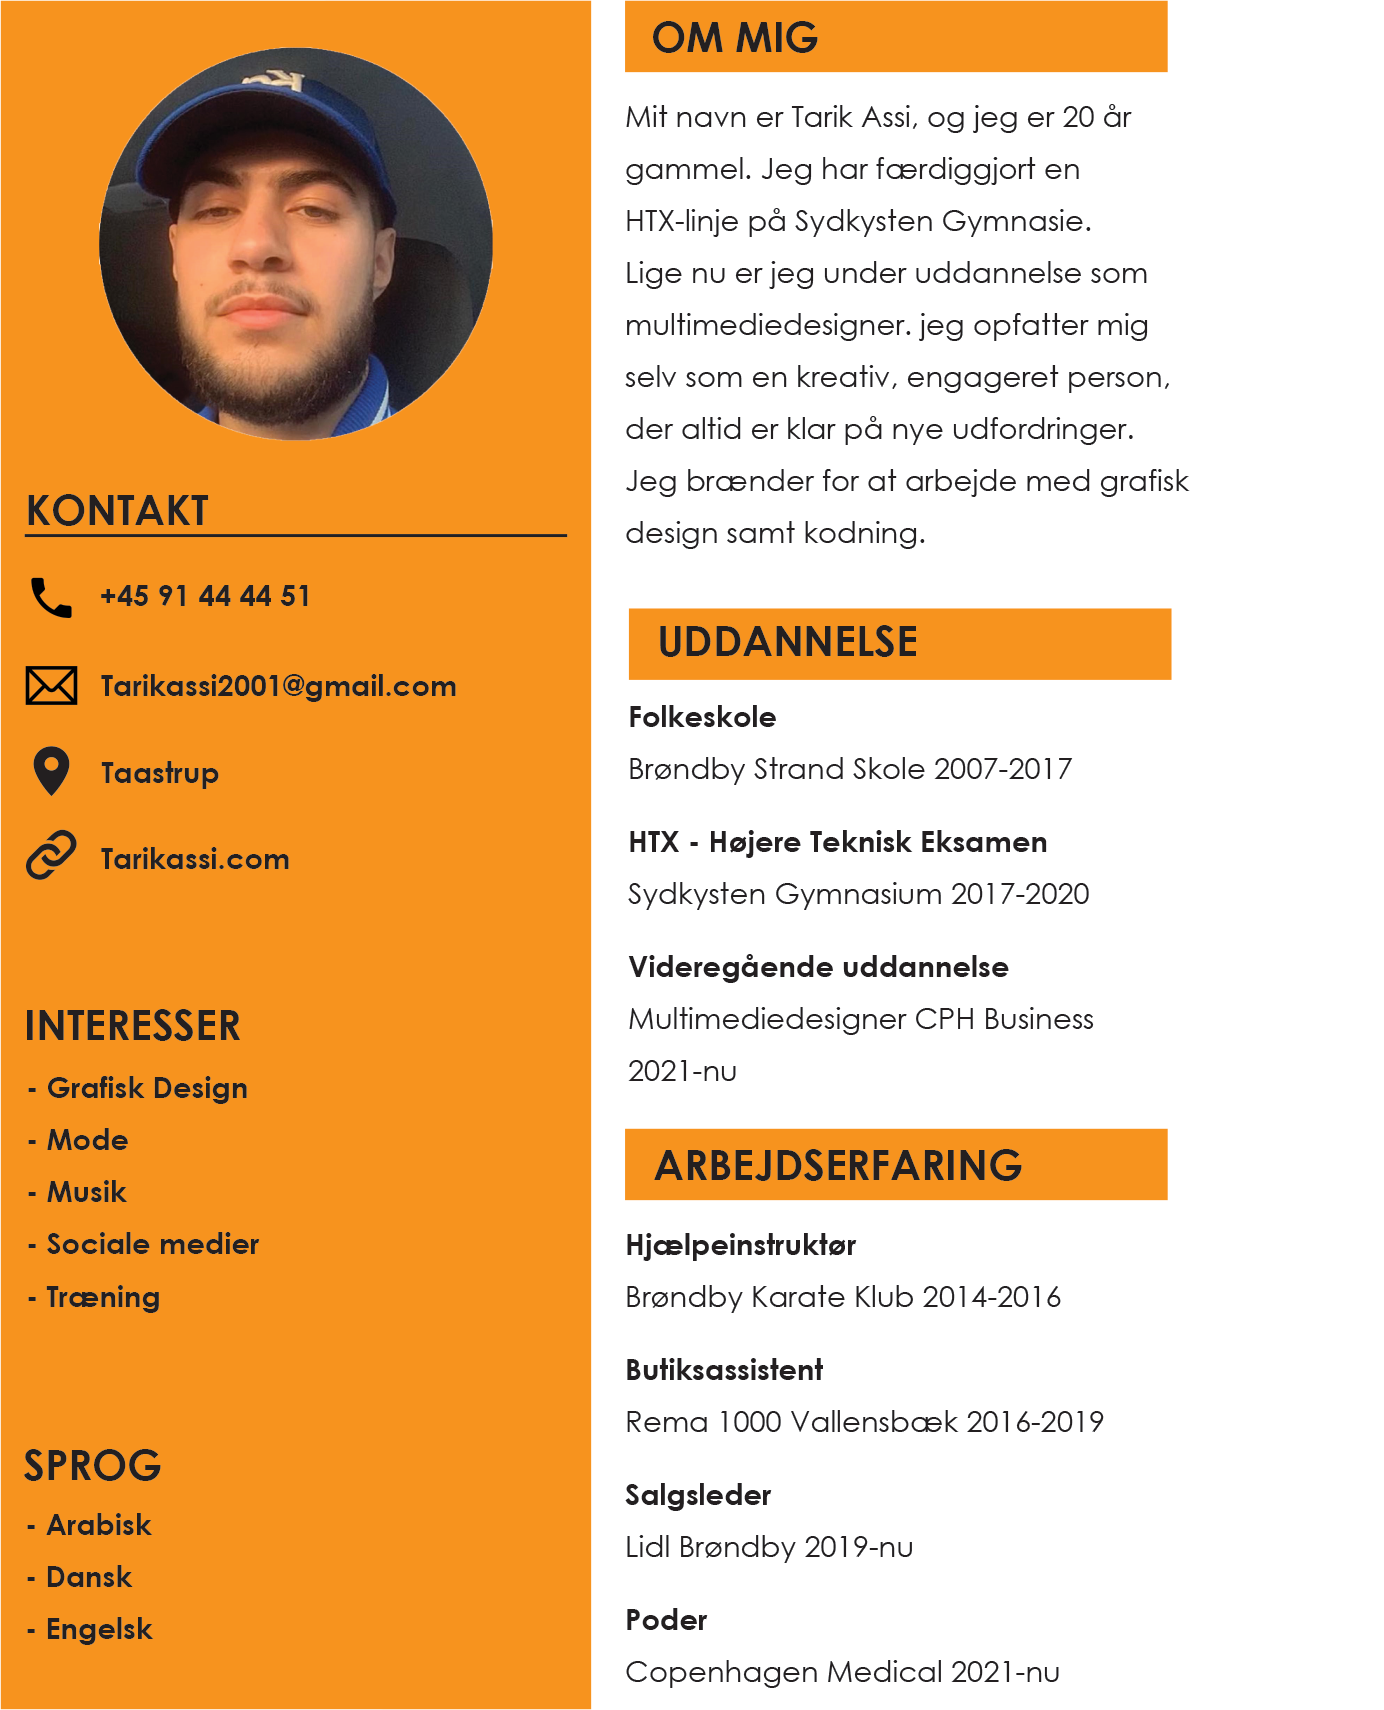 KONTAKT
+45 91 44 44 51
Tarikassi2001@gmail.com
Taastrup
Tarikassi.com
INTERESSER
- Grafisk Design
- Mode
- Musik
- Sociale medier
- Træning
SPROG
- Arabisk
- Dansk
- Engelsk
OM MIG
Mit navn er Tarik Assi, og jeg er 20 år
gammel. Jeg har færdiggjort en
HTX-linje på Sydkysten Gymnasie.
Lige nu er jeg under uddannelse som
multimediedesigner. jeg opfatter mig
selv som en kreativ, engageret person,
der altid er klar på nye udfordringer.
Jeg brænder for at arbejde med grafisk
design samt kodning.
UDDANNELSE
Folkeskole
Brøndby Strand Skole 2007-2017
HTX - Højere Teknisk Eksamen
Sydkysten Gymnasium 2017-2020
Videregående uddannelse
Multimediedesigner CPH Business
2021-nu
ARBEJDSERFARING
Hjælpeinstruktør
Brøndby Karate Klub 2014-2016
Butiksassistent
Rema 1000 Vallensbæk 2016-2019
Salgsleder
Lidl Brøndby 2019-nu
Poder
Copenhagen Medical 2021-nu